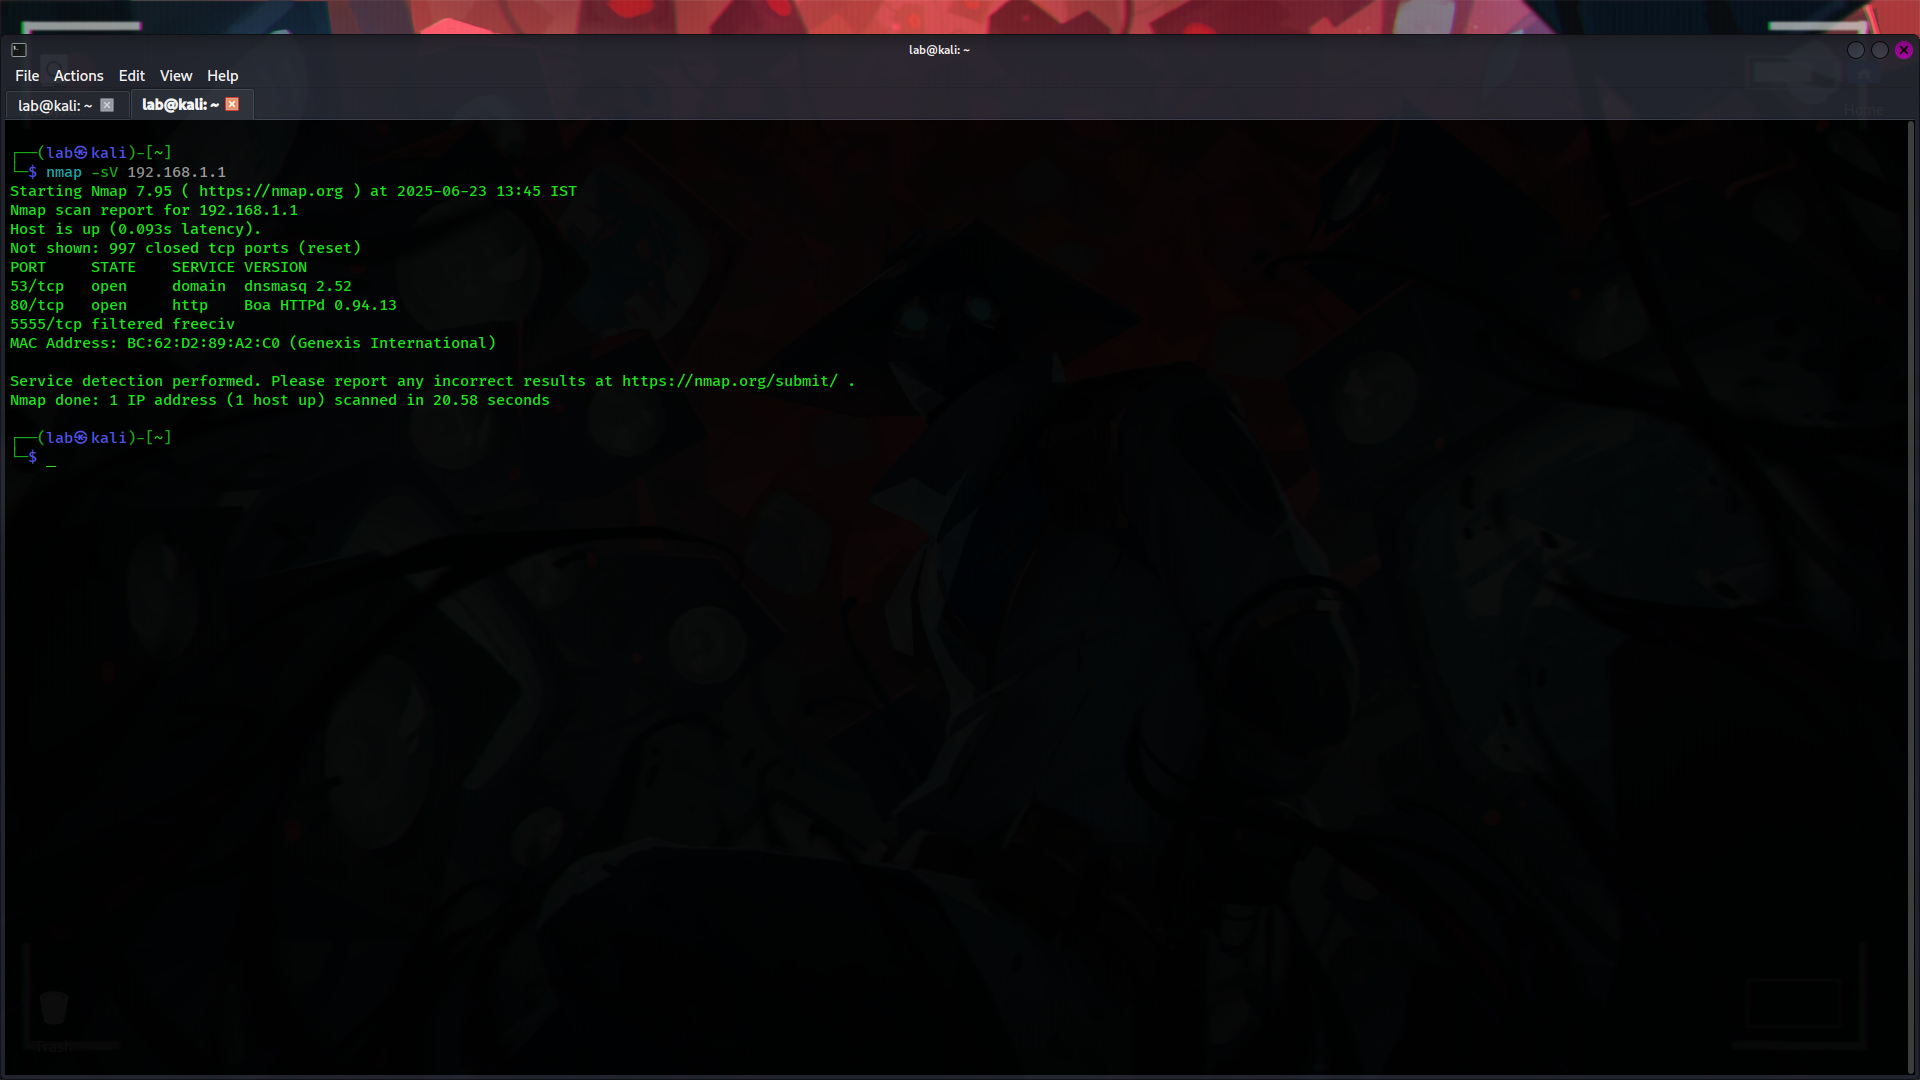 lab@kali: ~
File Actions Edit View Help
lab@kali: ~ lab@kali: ~
Home
┌──(lab㉿kali)-[~]
└─$ nmap -sV 192.168.1.1
Starting Nmap 7.95 ( https://nmap.org ) at 2025-06-23 13:45 IST
Nmap scan report for 192.168.1.1
Host is up (0.093s latency).
Not shown: 997 closed tcp ports (reset)
PORT     STATE    SERVICE VERSION
53/tcp   open     domain  dnsmasq 2.52
80/tcp   open     http    Boa HTTPd 0.94.13
5555/tcp filtered freeciv
MAC Address: BC:62:D2:89:A2:C0 (Genexis International)
Service detection performed. Please report any incorrect results at https://nmap.org/submit/ .
Nmap done: 1 IP address (1 host up) scanned in 20.58 seconds
┌──(lab㉿kali)-[~]
└─$ _
Trash